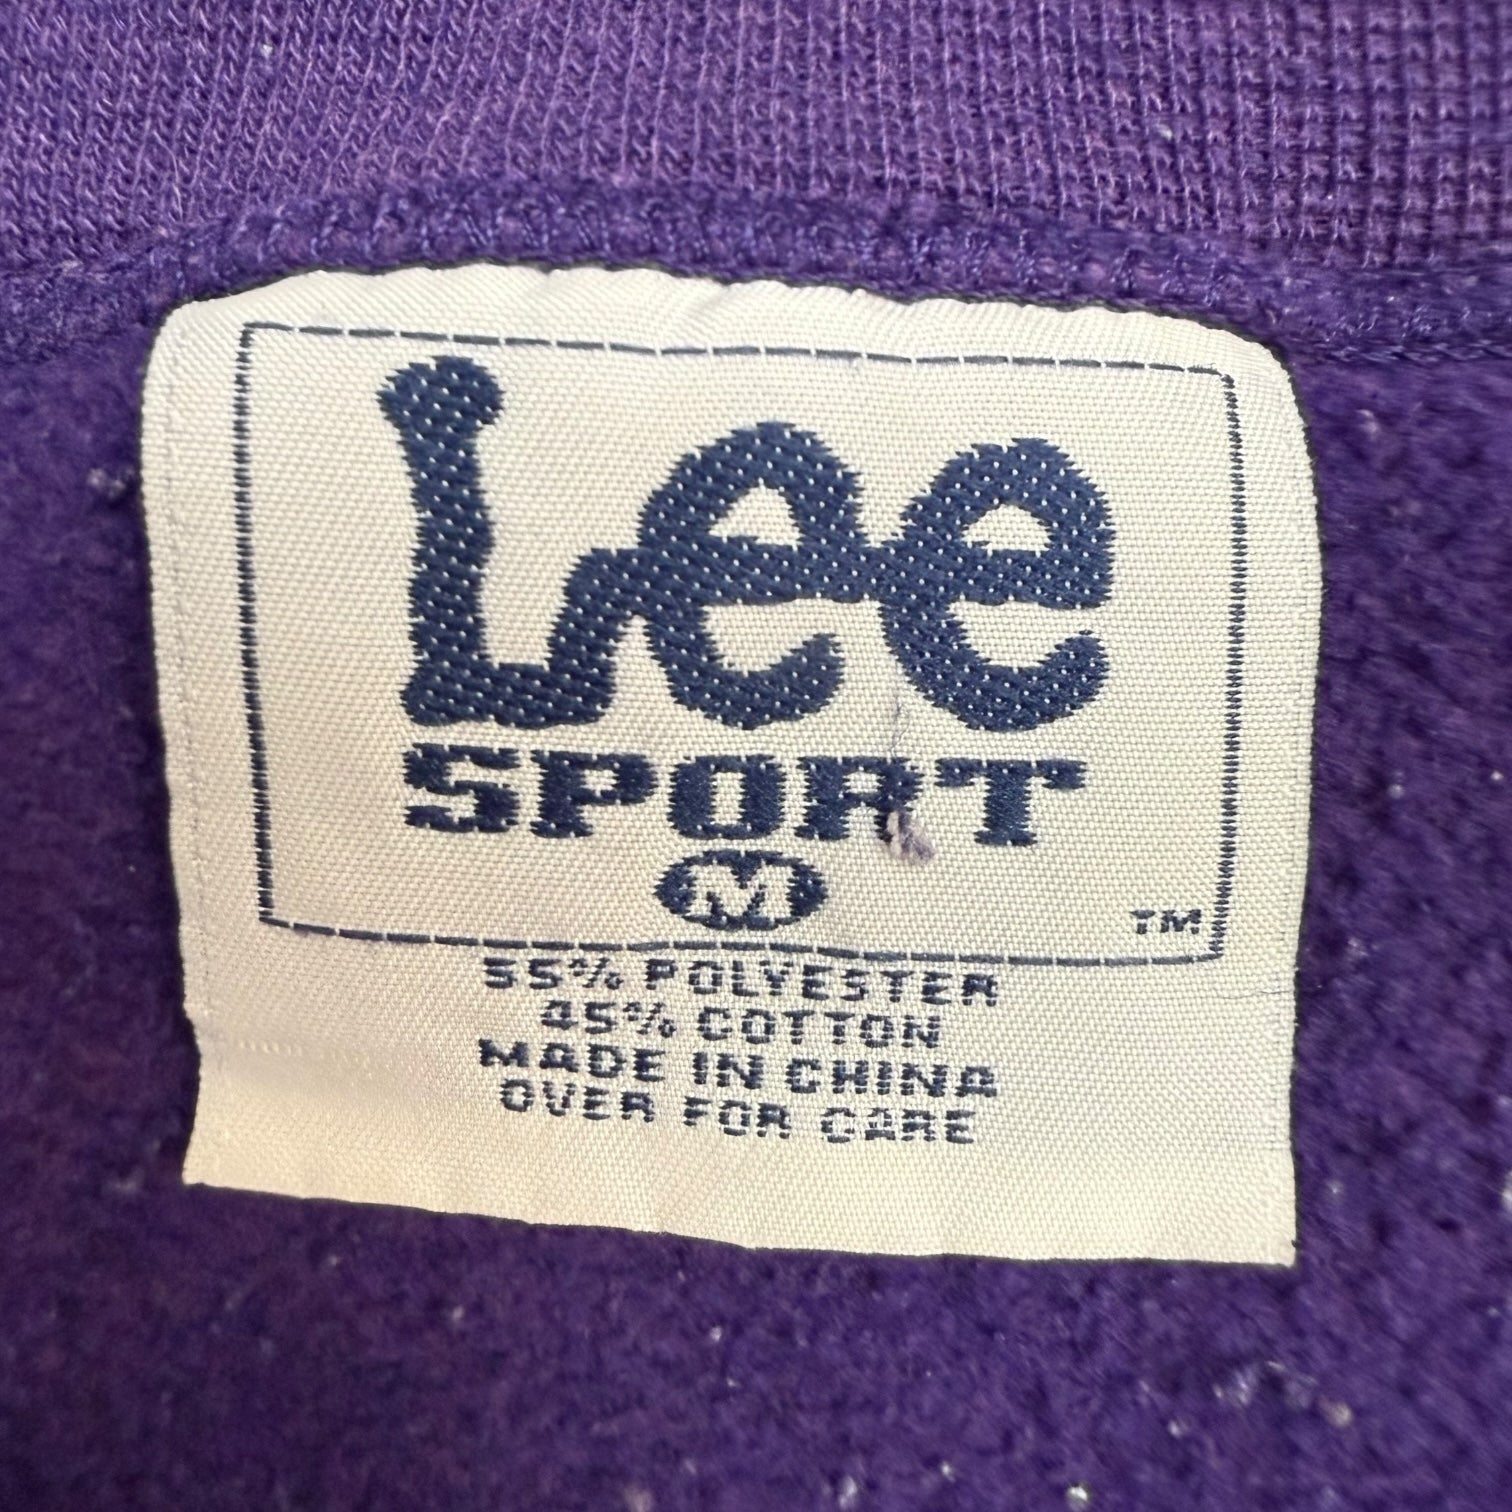 Lee
SPORT
M
TM
55% POLYESTER
45% COTTON
MADE IN CHINA
OVER FOR CARE